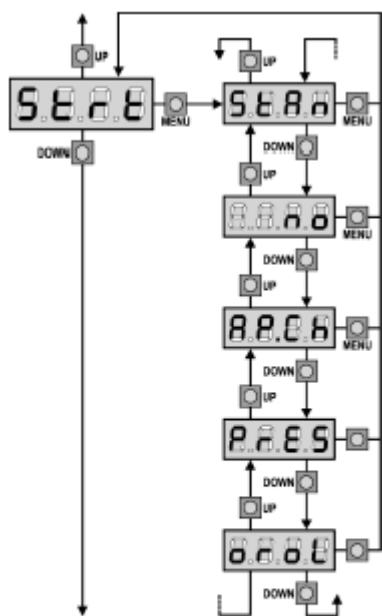 UP
UP
Strt
MENU
StAn
MENU
DOWN
DOWN
UP
no
MENU
DOWN
UP
AP.Ch
MENU
DOWN
UP
PrES
DOWN
UP
oroL
DOWN